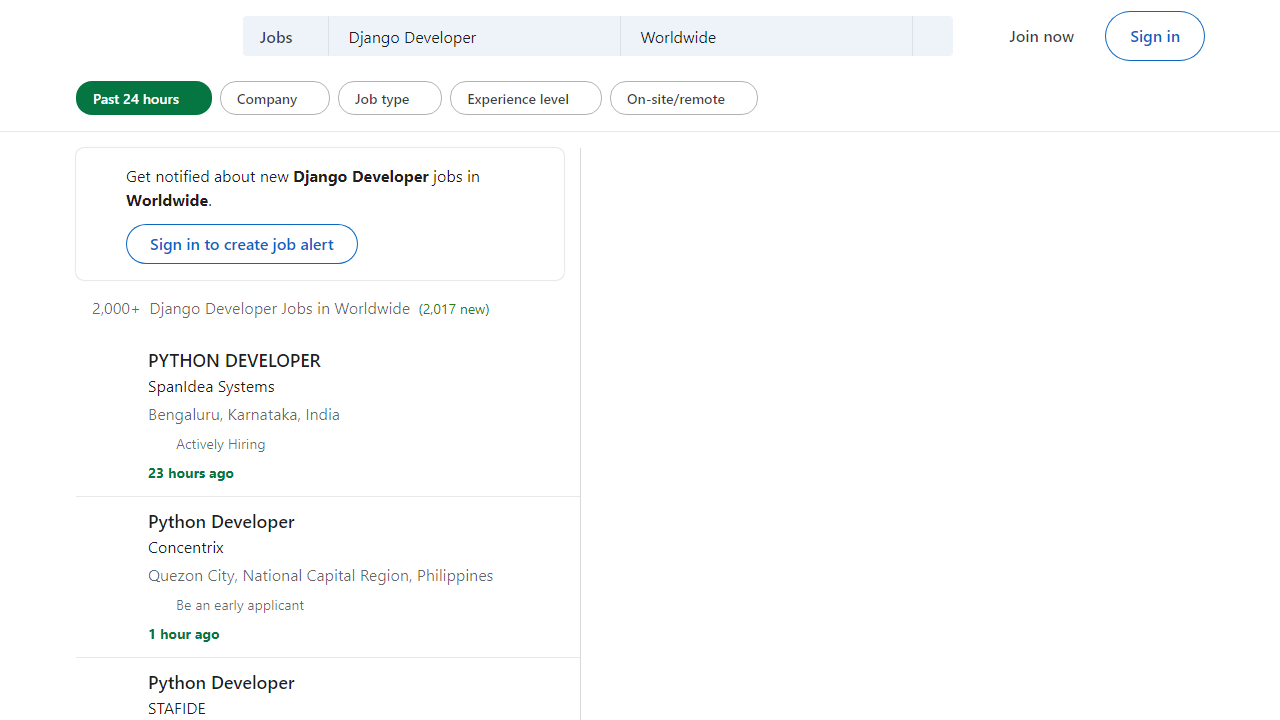 Jobs
Django Developer
Worldwide
Join now
Sign in
Past 24 hours
Company
Job type
Experience level
On-site/remote
Get notified about new Django Developer jobs in
Worldwide.
Sign in to create job alert
2,000+ Django Developer Jobs in Worldwide (2,017 new)
PYTHON DEVELOPER
SpanIdea Systems
Bengaluru, Karnataka, India
Actively Hiring
23 hours ago
Python Developer
Concentrix
Quezon City, National Capital Region, Philippines
Be an early applicant
1 hour ago
Python Developer
STAFIDE